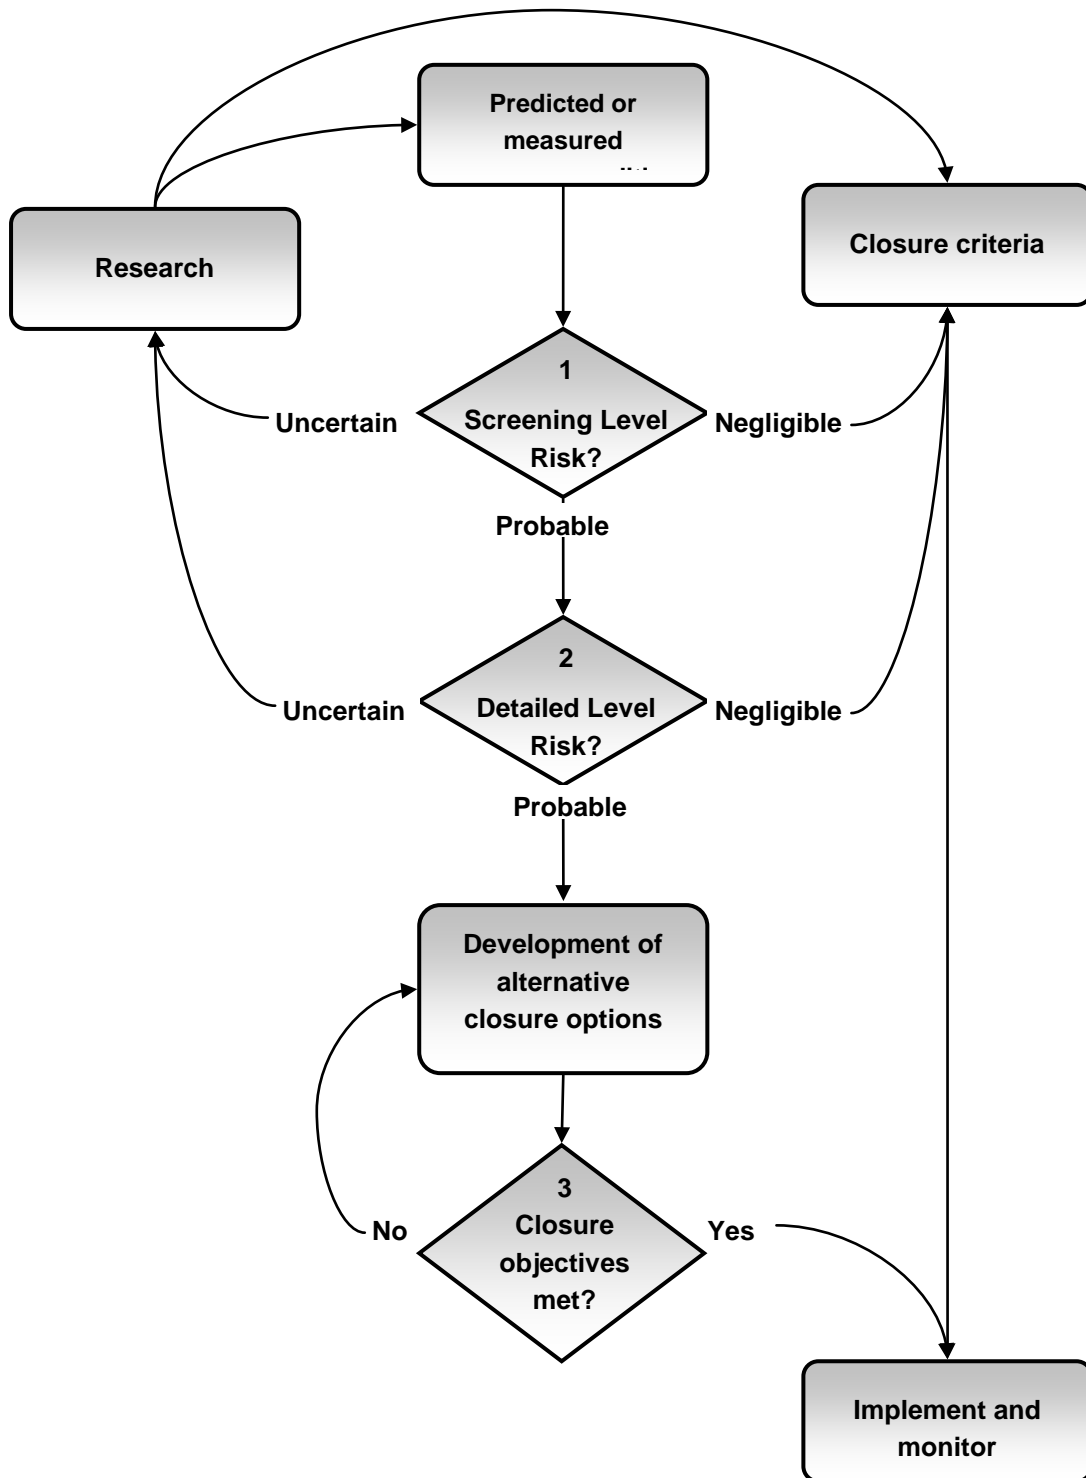 Predicted or
measured
Research
Closure criteria
1
Screening Level
Risk?
Uncertain
Negligible
Probable
2
Detailed Level
Risk?
Uncertain
Negligible
Probable
Development of
alternative
closure options
3
Closure
objectives
met?
No
Yes
Implement and
monitor